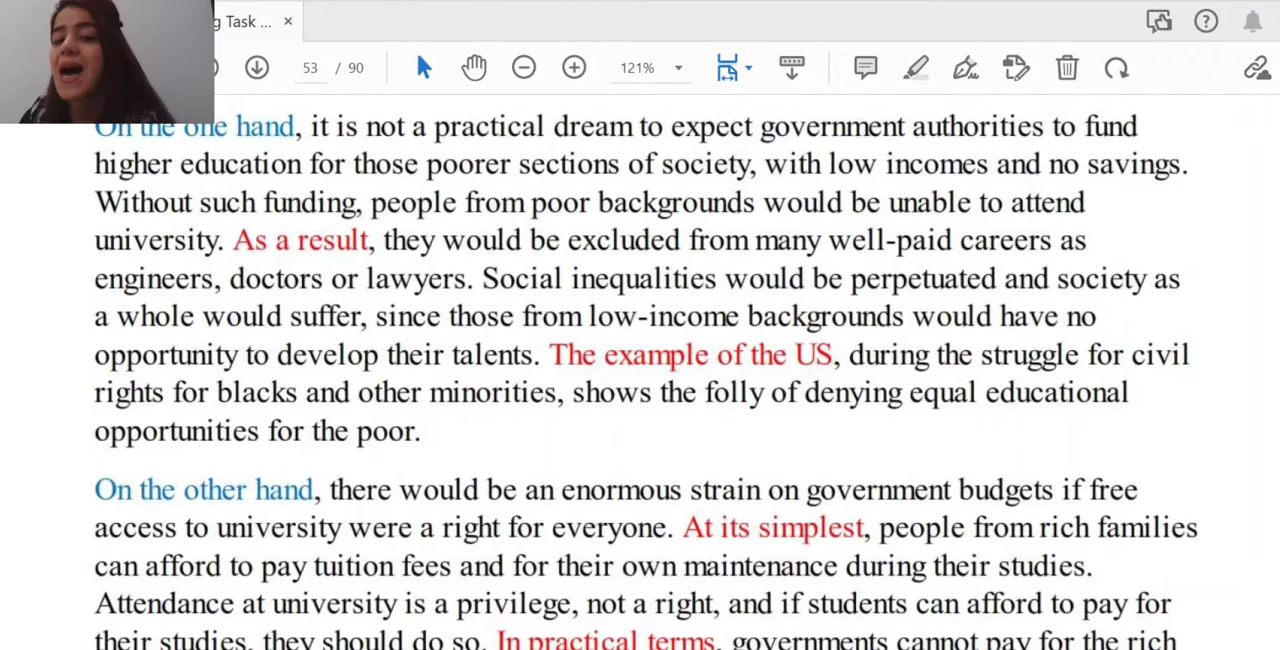 g Task ...
53 / 90
121%
On the one hand, it is not a practical dream to expect government authorities to fund
higher education for those poorer sections of society, with low incomes and no savings.
Without such funding, people from poor backgrounds would be unable to attend
university. As a result, they would be excluded from many well-paid careers as
engineers, doctors or lawyers. Social inequalities would be perpetuated and society as
a whole would suffer, since those from low-income backgrounds would have no
opportunity to develop their talents. The example of the US, during the struggle for civil
rights for blacks and other minorities, shows the folly of denying equal educational
opportunities for the poor.
On the other hand, there would be an enormous strain on government budgets if free
access to university were a right for everyone. At its simplest, people from rich families
can afford to pay tuition fees and for their own maintenance during their studies.
Attendance at university is a privilege, not a right, and if students can afford to pay for
their studies, they should do so. In practical terms, governments cannot pay for the rich